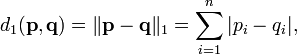 $d_1(\mathbf{p}, \mathbf{q}) = \|\mathbf{p} - \mathbf{q}\|_1 = \sum_{i=1}^{n} |p_i - q_i|,$